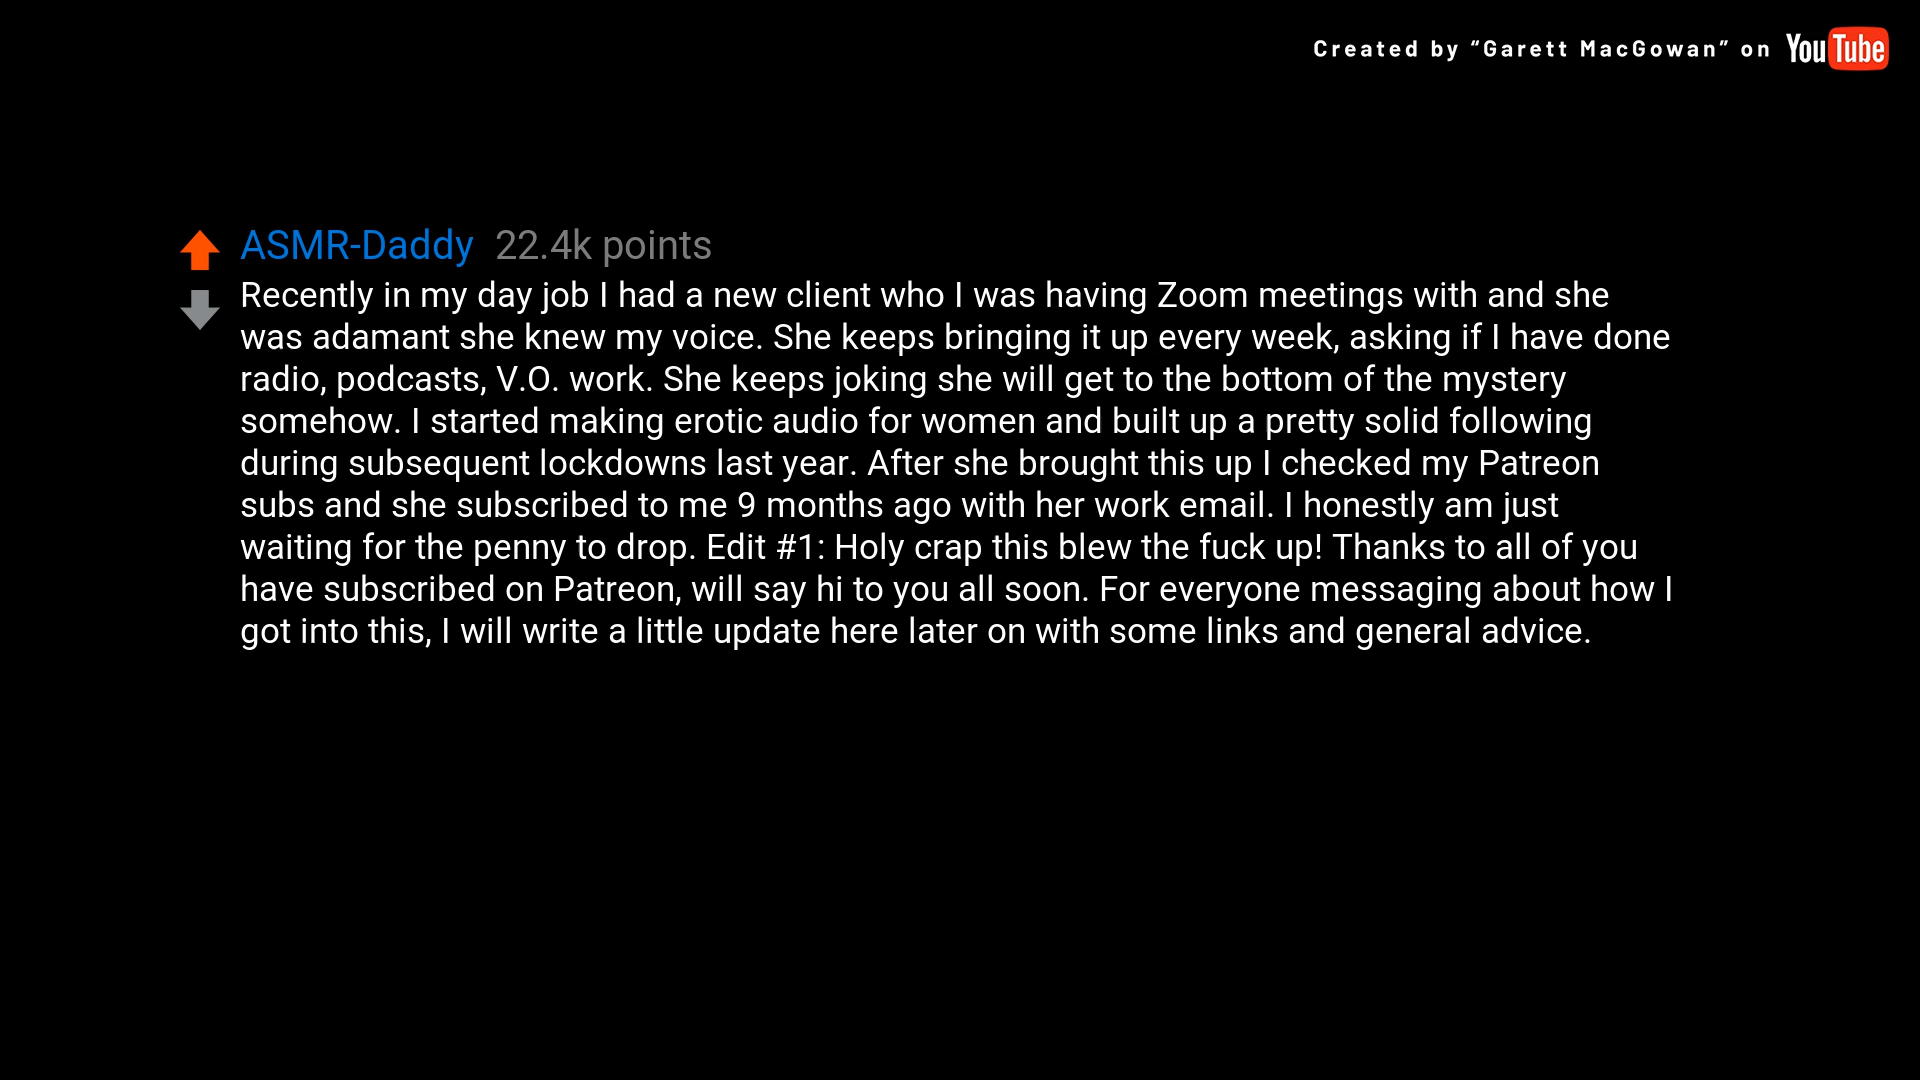 Created by “Garett MacGowan” on YouTube
ASMR-Daddy 22.4k points
Recently in my day job I had a new client who I was having Zoom meetings with and she
was adamant she knew my voice. She keeps bringing it up every week, asking if I have done
radio, podcasts, V.O. work. She keeps joking she will get to the bottom of the mystery
somehow. I started making erotic audio for women and built up a pretty solid following
during subsequent lockdowns last year. After she brought this up I checked my Patreon
subs and she subscribed to me 9 months ago with her work email. I honestly am just
waiting for the penny to drop. Edit #1: Holy crap this blew the fuck up! Thanks to all of you
have subscribed on Patreon, will say hi to you all soon. For everyone messaging about how I
got into this, I will write a little update here later on with some links and general advice.